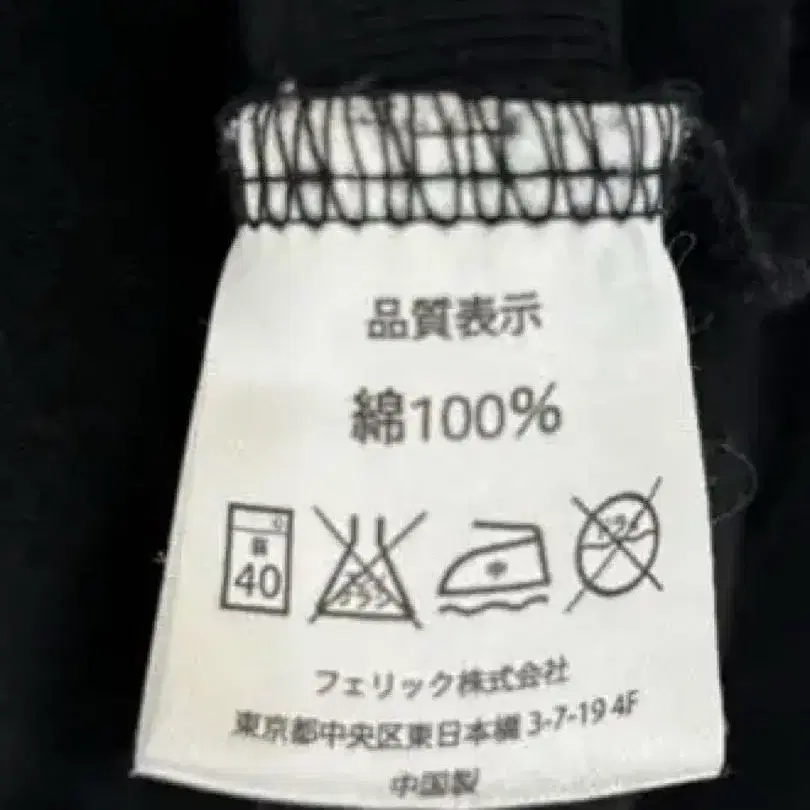 品質表示
綿100%
40 中
フェリック株式会社
東京都中央区東日本橋 3-7-19 4F
中国製